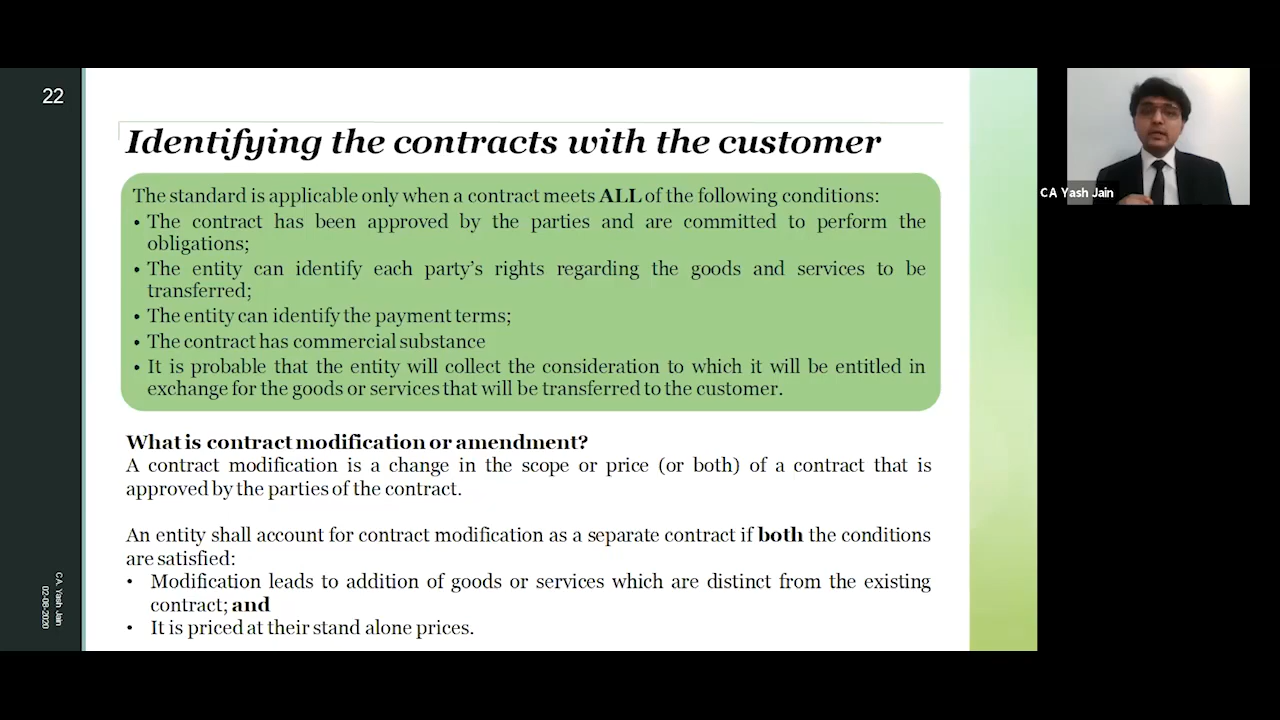 22
Identifying the contracts with the customer
The standard is applicable only when a contract meets ALL of the following conditions:
• The contract has been approved by the parties and are committed to perform the
obligations;
• The entity can identify each party's rights regarding the goods and services to be
transferred;
• The entity can identify the payment terms;
• The contract has commercial substance
• It is probable that the entity will collect the consideration to which it will be entitled in
exchange for the goods or services that will be transferred to the customer.
What is contract modification or amendment?
A contract modification is a change in the scope or price (or both) of a contract that is
approved by the parties of the contract.
An entity shall account for contract modification as a separate contract if both the conditions
are satisfied:
• Modification leads to addition of goods or services which are distinct from the existing
contract; and
• It is priced at their stand alone prices.
CA Yash Jain
02-08-2020
CA Yash Jain